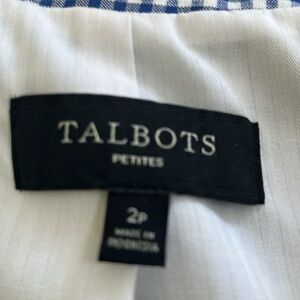 TALBOTS
PETITES
2P
MADE IN
INDONESIA